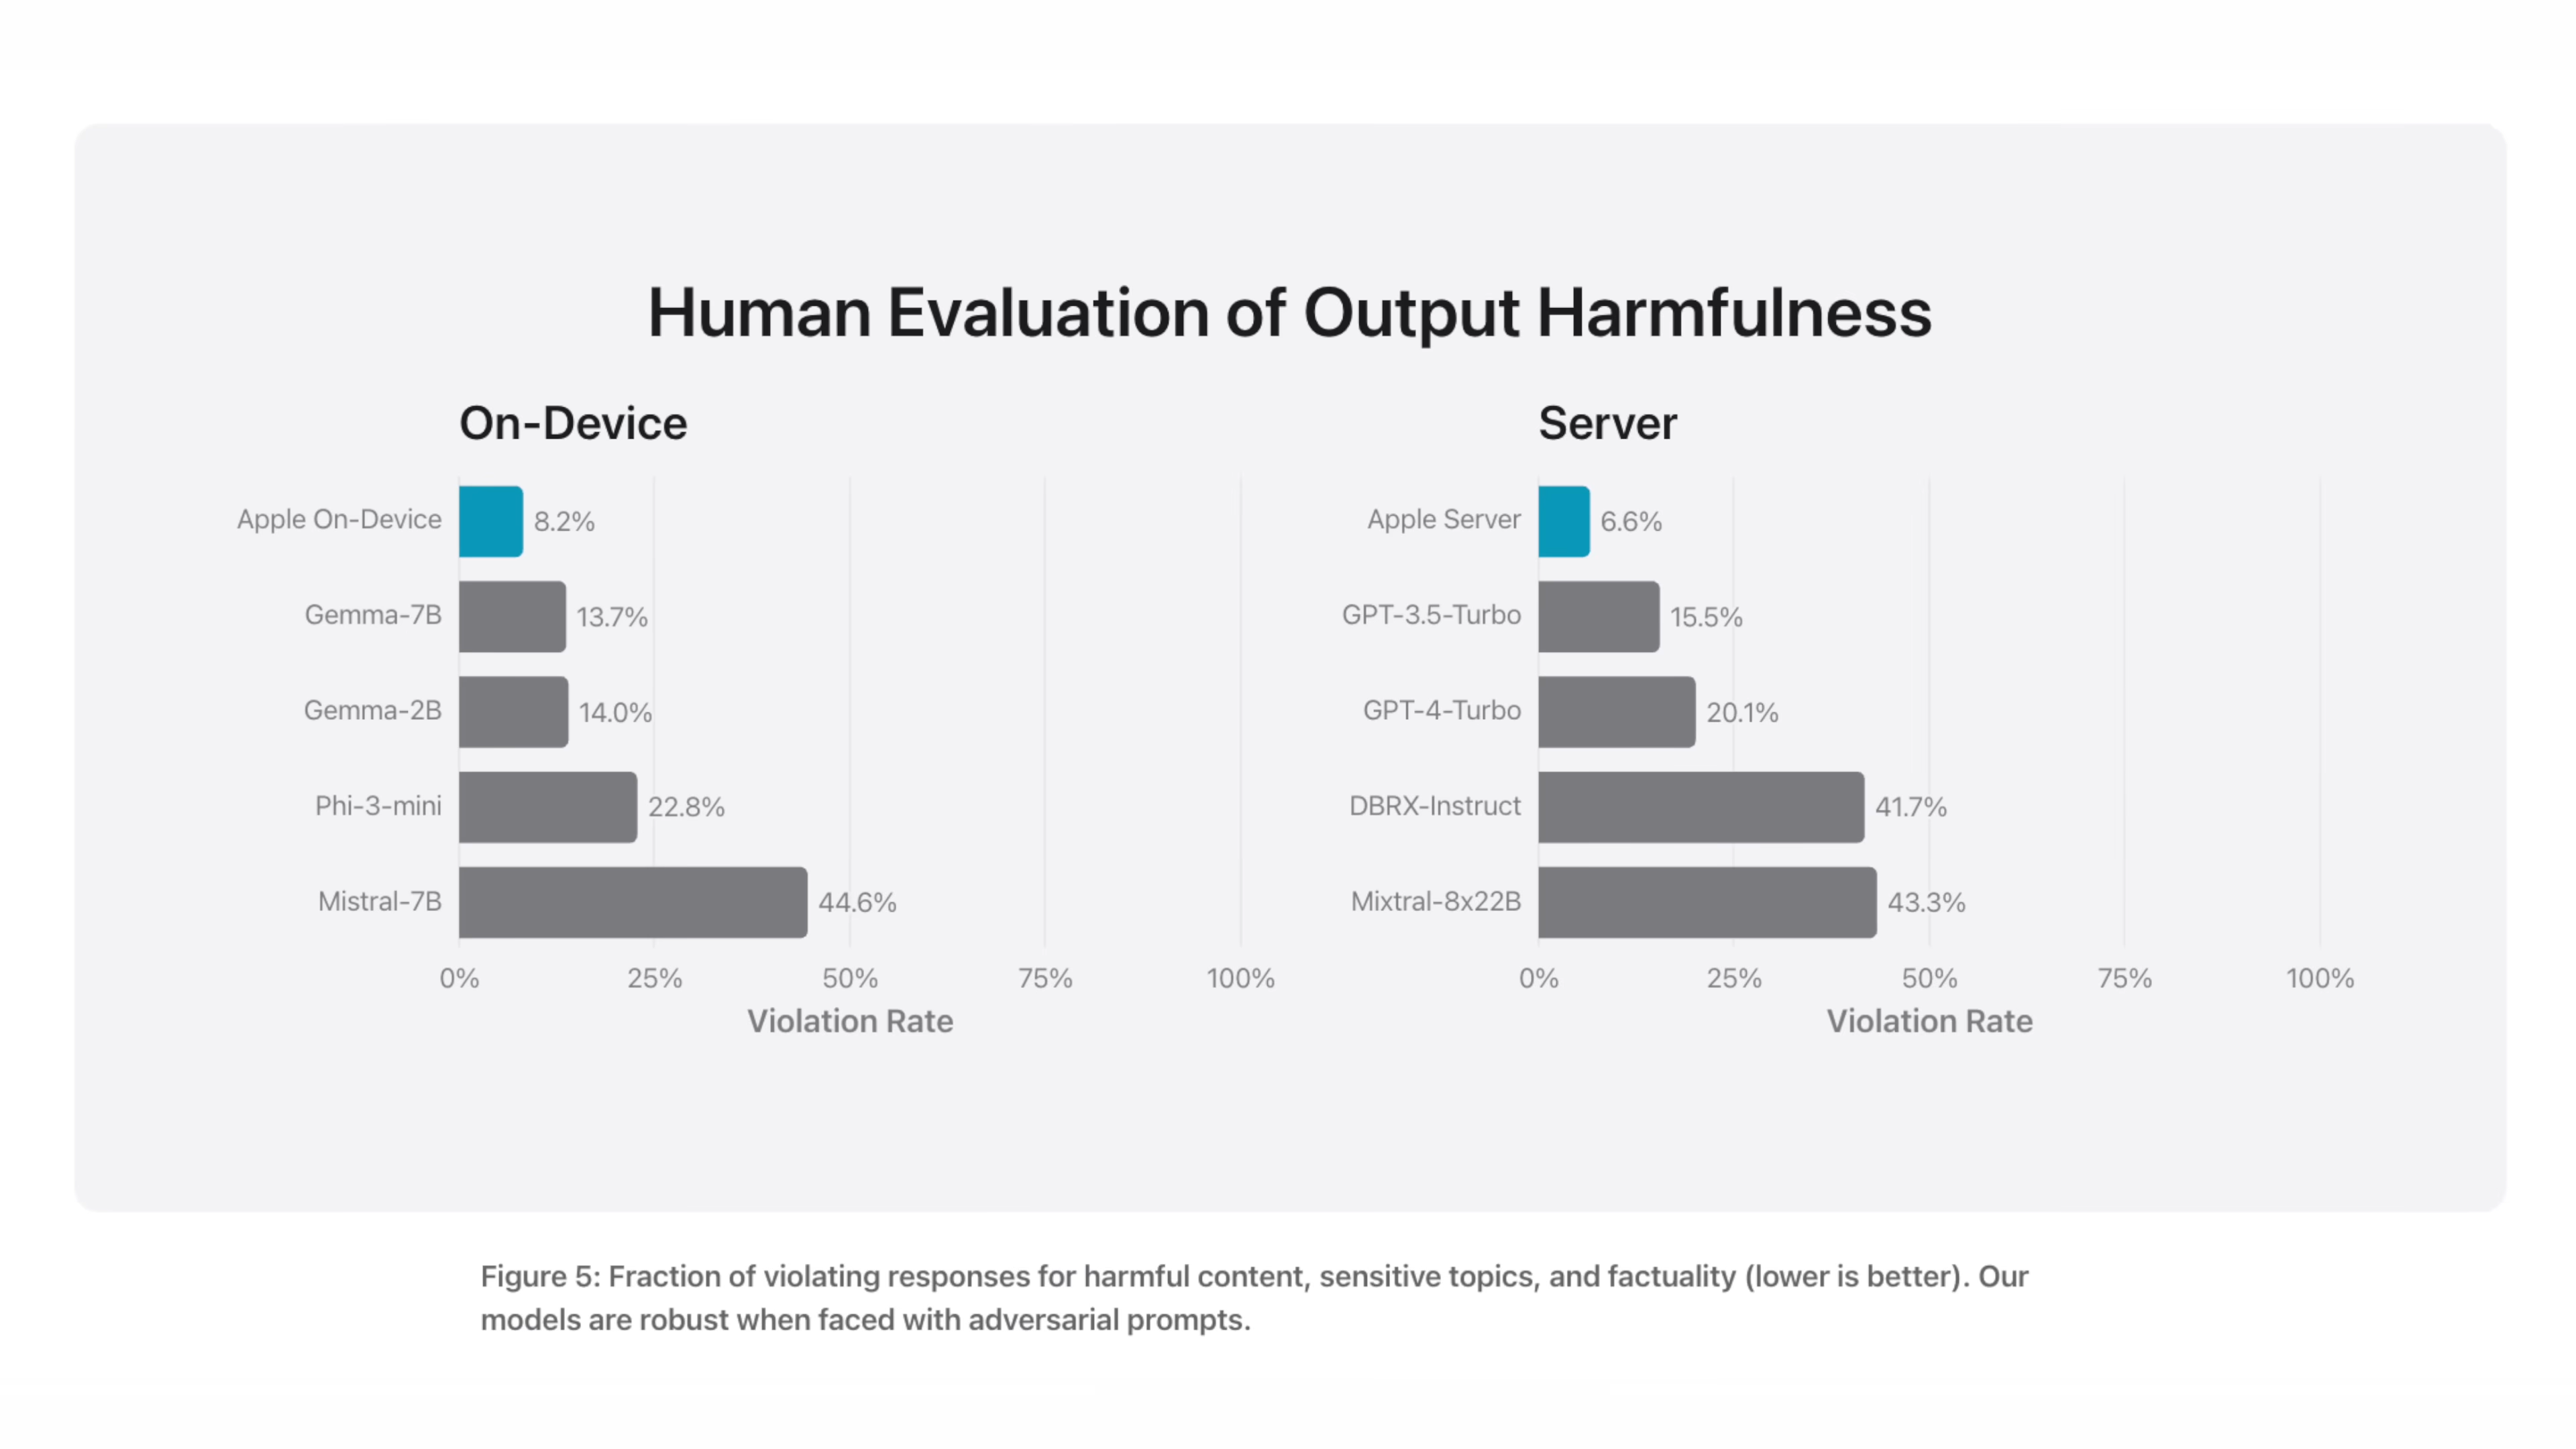 Human Evaluation of Output Harmfulness
On-Device
Apple On-Device 8.2%
Gemma-7B 13.7%
Gemma-2B 14.0%
Phi-3-mini 22.8%
Mistral-7B 44.6%
0% 25% 50% 75% 100%
Violation Rate
Server
Apple Server 6.6%
GPT-3.5-Turbo 15.5%
GPT-4-Turbo 20.1%
DBRX-Instruct 41.7%
Mixtral-8x22B 43.3%
0% 25% 50% 75% 100%
Violation Rate
Figure 5: Fraction of violating responses for harmful content, sensitive topics, and factuality (lower is better). Our
models are robust when faced with adversarial prompts.